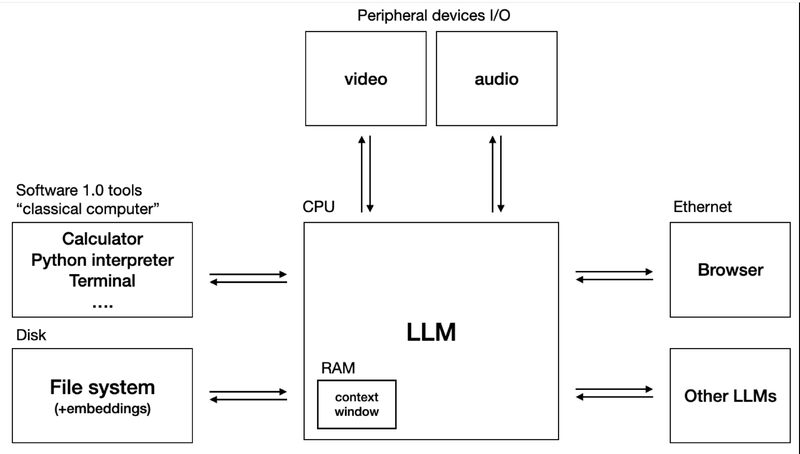 Peripheral devices I/O
video
audio
Software 1.0 tools
“classical computer”
CPU
Ethernet
Calculator
Python interpreter
Terminal
....
Browser
LLM
Disk
File system
(+embeddings)
RAM
context
window
Other LLMs